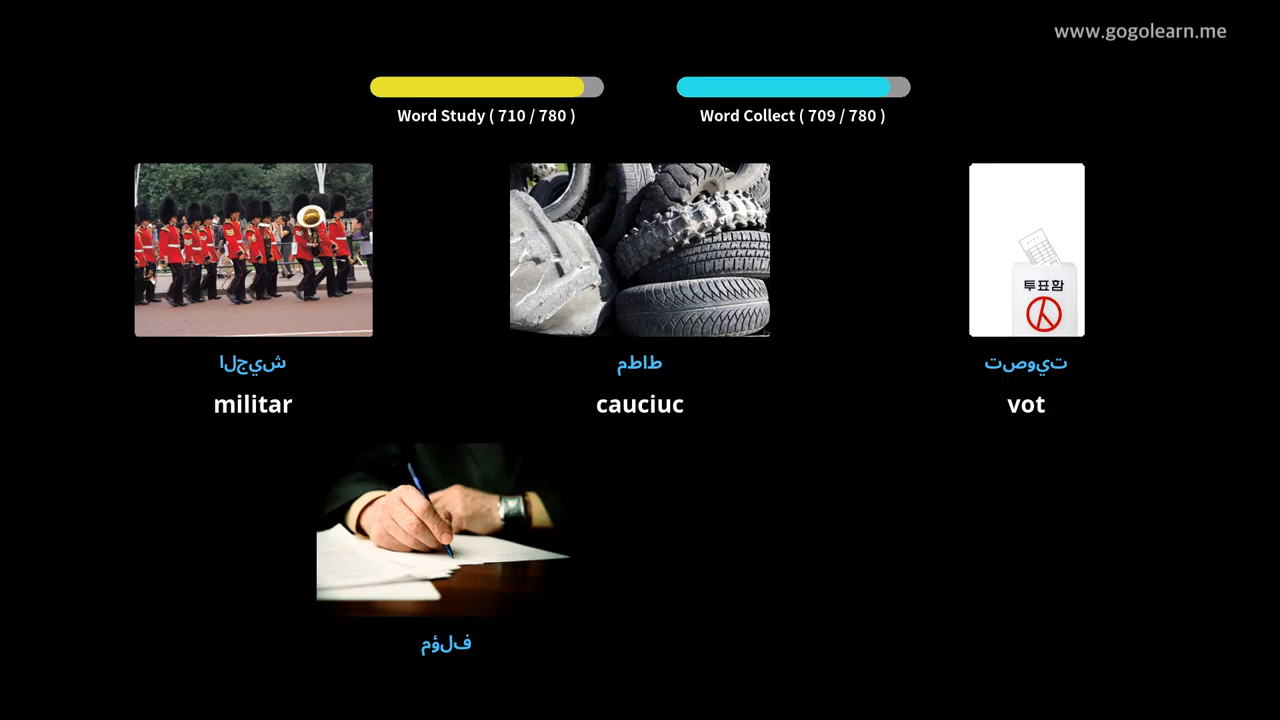 www.gogolearn.me
Word Study ( 710 / 780 )
Word Collect ( 709 / 780 )
투표함
الجيش
مطاط
تصويت
militar
cauciuc
vot
مؤلف